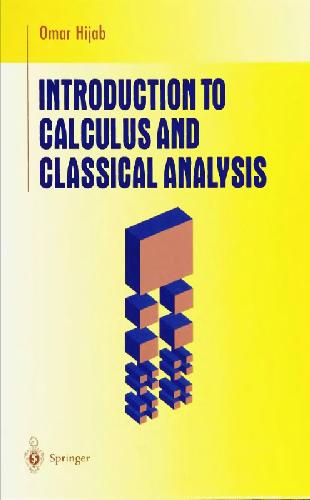 Omar Hijab
INTRODUCTION TO
CALCULUS AND
CLASSICAL ANALYSIS
Springer